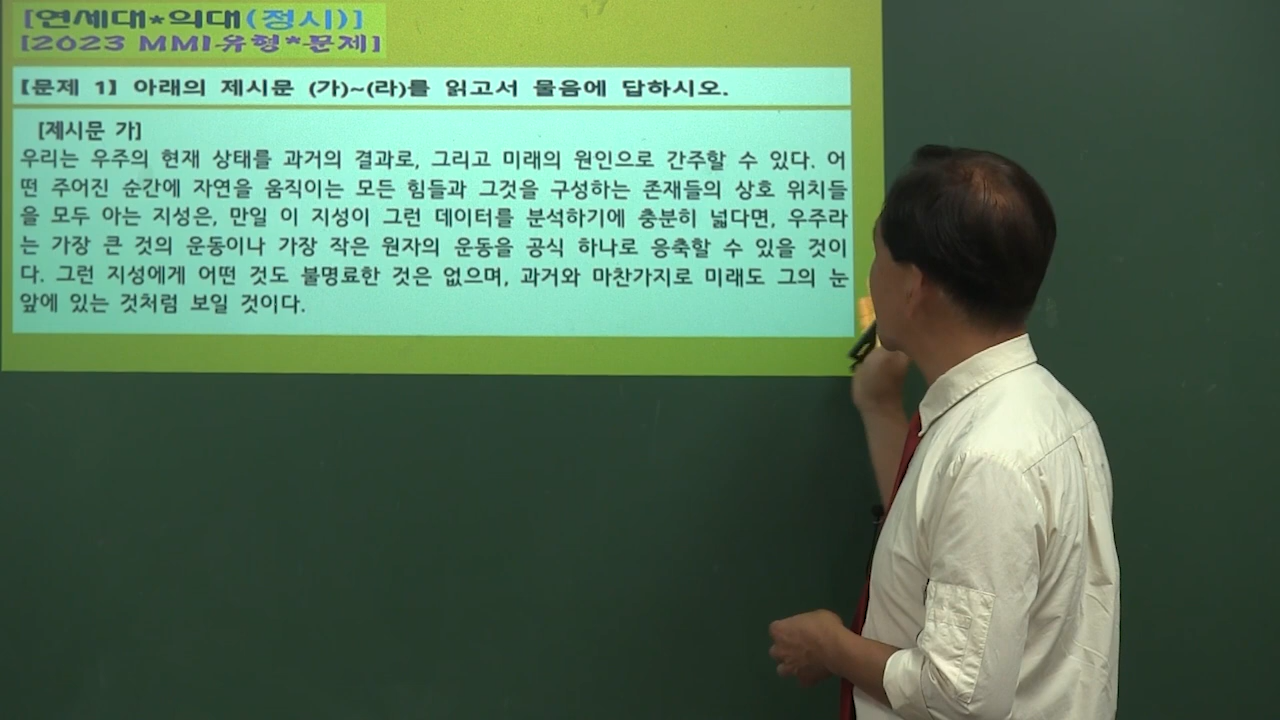 [연세대*의대(정시)]
[2023 MMI유형*문제]
[문제 1] 아래의 제시문 (가)~(라)를 읽고서 물음에 답하시오.
[제시문 가]
우리는 우주의 현재 상태를 과거의 결과로, 그리고 미래의 원인으로 간주할 수 있다. 어
떤 주어진 순간에 자연을 움직이는 모든 힘들과 그것을 구성하는 존재들의 상호 위치들
을 모두 아는 지성은, 만일 이 지성이 그런 데이터를 분석하기에 충분히 넓다면, 우주라
는 가장 큰 것의 운동이나 가장 작은 원자의 운동을 공식 하나로 응축할 수 있을 것이
다. 그런 지성에게 어떤 것도 불명료한 것은 없으며, 과거와 마찬가지로 미래도 그의 눈
앞에 있는 것처럼 보일 것이다.